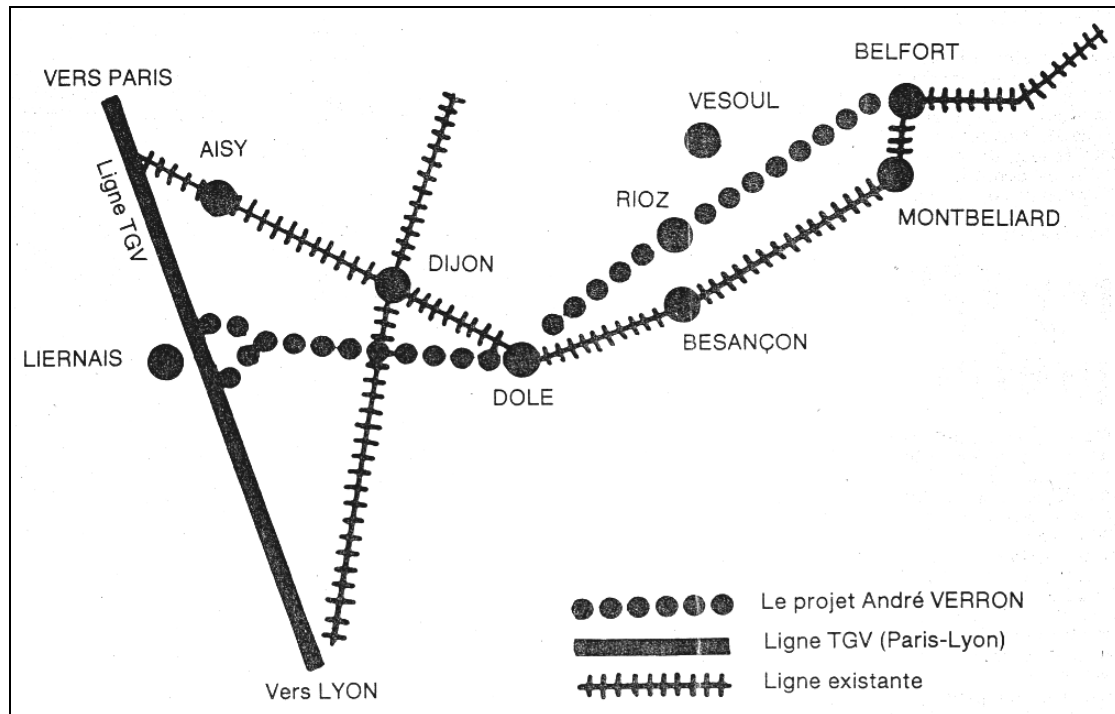 BELFORT
VERS PARIS
VESOUL
AISY
Ligne TGV
RIOZ
MONTBELIARD
DIJON
BESANÇON
LIERNAIS
DOLE
Le projet André VERRON
Ligne TGV (Paris-Lyon)
Vers LYON
Ligne existante